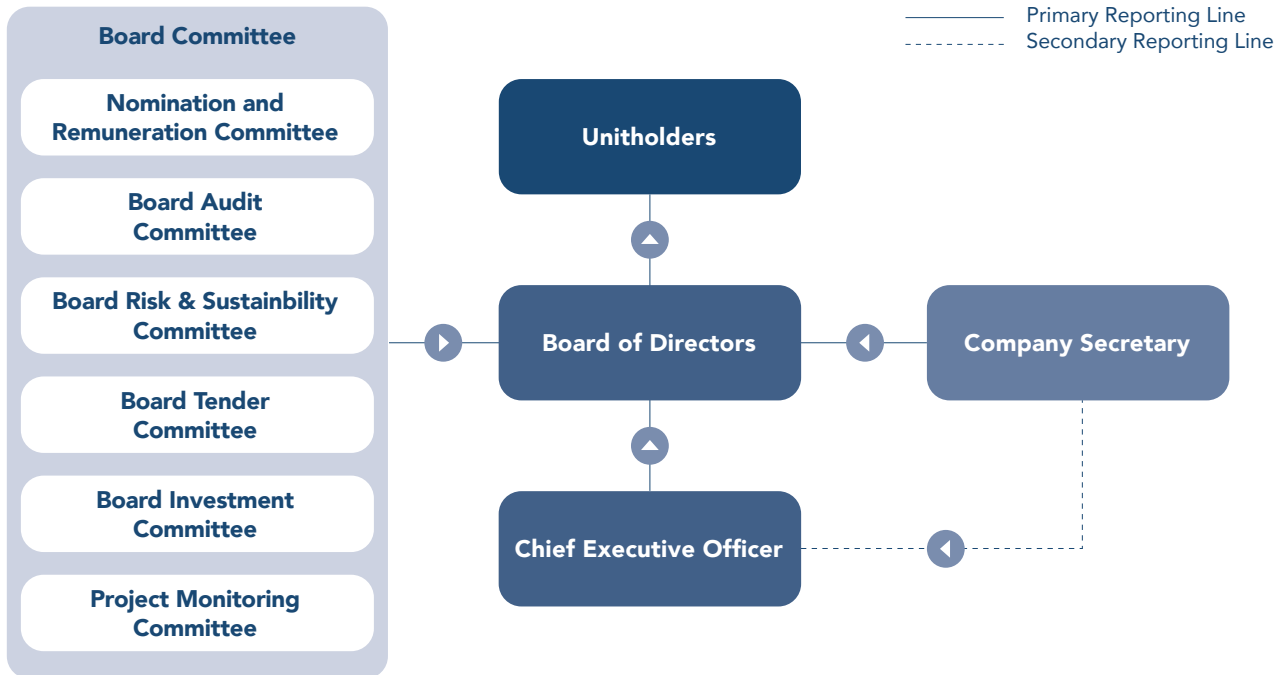 Board Committee
Nomination and
Remuneration Committee
Board Audit
Committee
Board Risk & Sustainbility
Committee
Board Tender
Committee
Board Investment
Committee
Project Monitoring
Committee
Primary Reporting Line
Secondary Reporting Line
Unitholders
Board of Directors
Company Secretary
Chief Executive Officer